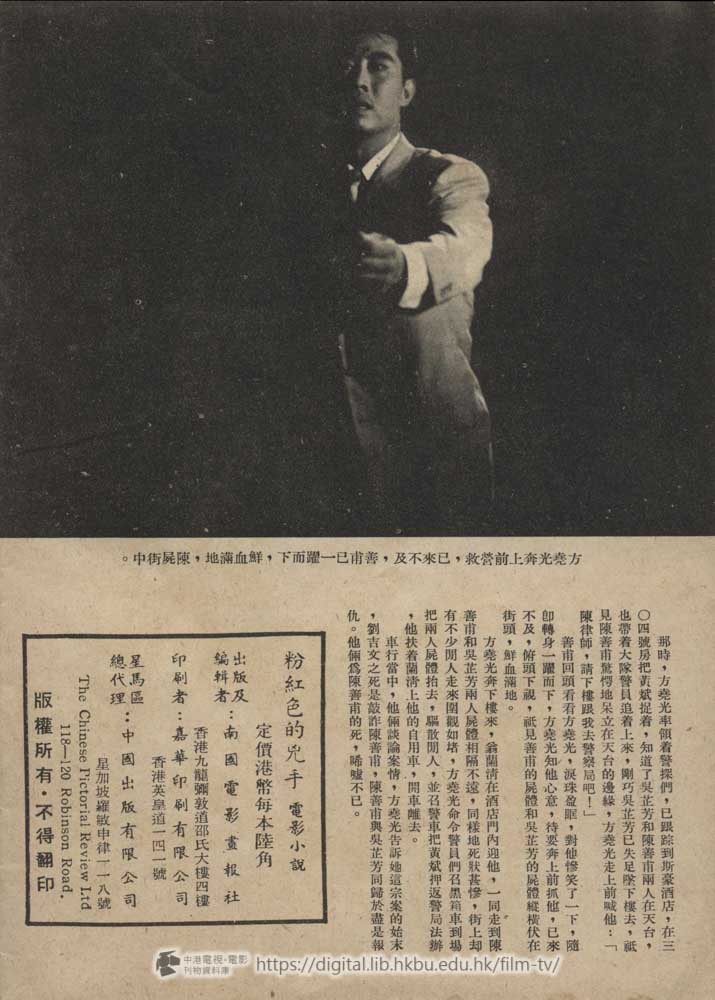 方堯光奔上前營救，已來不及，善甫已一躍而下，鮮血滿地，陳屍街中。
那時，方堯光率領着警探們，已跟踪到斯豪酒店，在三
〇四號房把黃斌捉着，知道了吳芷芳和陳善甫兩人在天台，
也帶着大隊警員追着上來，剛巧吳芷芳已失足墜下樓去，祇
見陳善甫驚愕地呆立在天台的邊緣，方堯光走上前喊他：「
陳律師，請下樓跟我去警察局吧！」
善甫回頭看看方堯光，淚珠盈眶，對他慘笑了一下，隨
卽轉身一躍而下，方堯光知他心意，待要奔上前抓他，已來
不及，俯頭下視，祇見善甫的屍體和吳芷芳的屍體縱橫伏在
街頭，鮮血滿地。
方堯光奔下樓來，翁蘭清在酒店門內迎他，一同走到陳
善甫和吳芷芳兩人屍體相隔不遠，同樣地死狀甚慘，街上却
有不少閒人走來圍觀如堵，方堯光命令警員們召黑箱車到場
把兩人屍體抬去，驅散閒人，並召警車把黃斌押返警局法辦
，他扶着蘭清上他的自用車，開車離去。
車行當中，他倆談論案情，方堯光告訴她這宗案的始末
，劉吉文之死是敲詐陳善甫，陳善甫與吳芷芳同歸於盡是報
仇。他倆爲陳善甫的死，唏噓不已。
粉紅色的兇手 電影小說
定價港幣每本陸角
出版及編輯者：南國電影畫報社
香港九龍彌敦道邵氏大樓四樓
印刷者：嘉華印刷有限公司
香港英皇道一四一號
星馬區總代理：中國出版有限公司
星加坡羅敏申律一一八號
The Chinese Pictorial Review Ltd
118—120 Robinson Road.
版權所有·不得翻印
中港電視·電影
刊物資料庫
https://digital.lib.hkbu.edu.hk/film-tv/